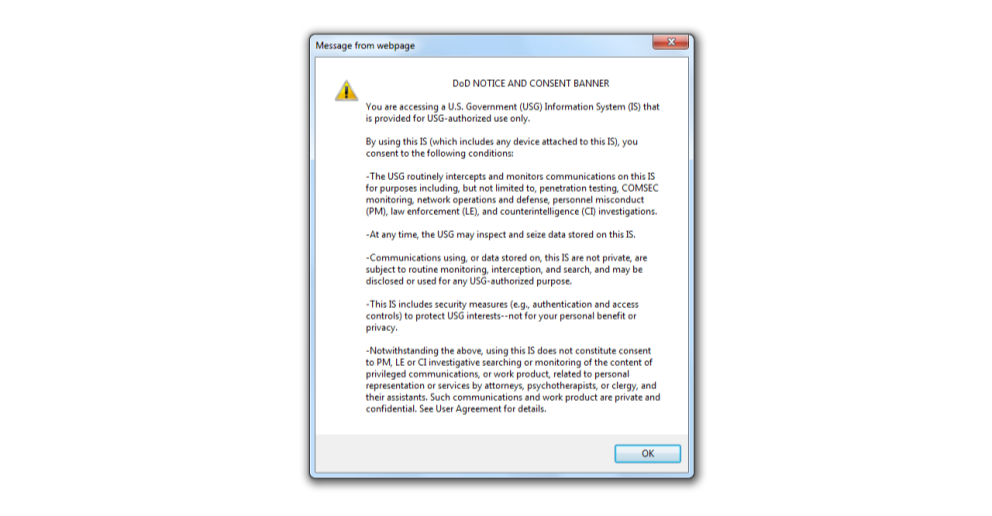 Message from webpage
DoD NOTICE AND CONSENT BANNER
You are accessing a U.S. Government (USG) Information System (IS) that
is provided for USG-authorized use only.
By using this IS (which includes any device attached to this IS), you
consent to the following conditions:
-The USG routinely intercepts and monitors communications on this IS
for purposes including, but not limited to, penetration testing, COMSEC
monitoring, network operations and defense, personnel misconduct
(PM), law enforcement (LE), and counterintelligence (CI) investigations.
-At any time, the USG may inspect and seize data stored on this IS.
-Communications using, or data stored on, this IS are not private, are
subject to routine monitoring, interception, and search, and may be
disclosed or used for any USG-authorized purpose.
-This IS includes security measures (e.g., authentication and access
controls) to protect USG interests--not for your personal benefit or
privacy.
-Notwithstanding the above, using this IS does not constitute consent
to PM, LE or CI investigative searching or monitoring of the content of
privileged communications, or work product, related to personal
representation or services by attorneys, psychotherapists, or clergy, and
their assistants. Such communications and work product are private and
confidential. See User Agreement for details.
OK